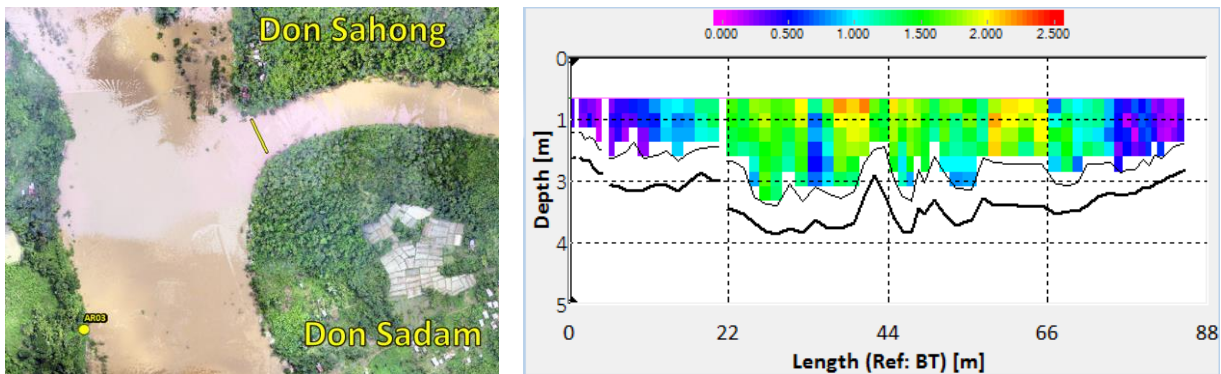 Don Sahong
AR03
Don Sadam
0.000 0.500 1.000 1.500 2.000 2.500
Depth [m]
0
1
3
4
5
0 22 44 66 88
Length (Ref: BT) [m]